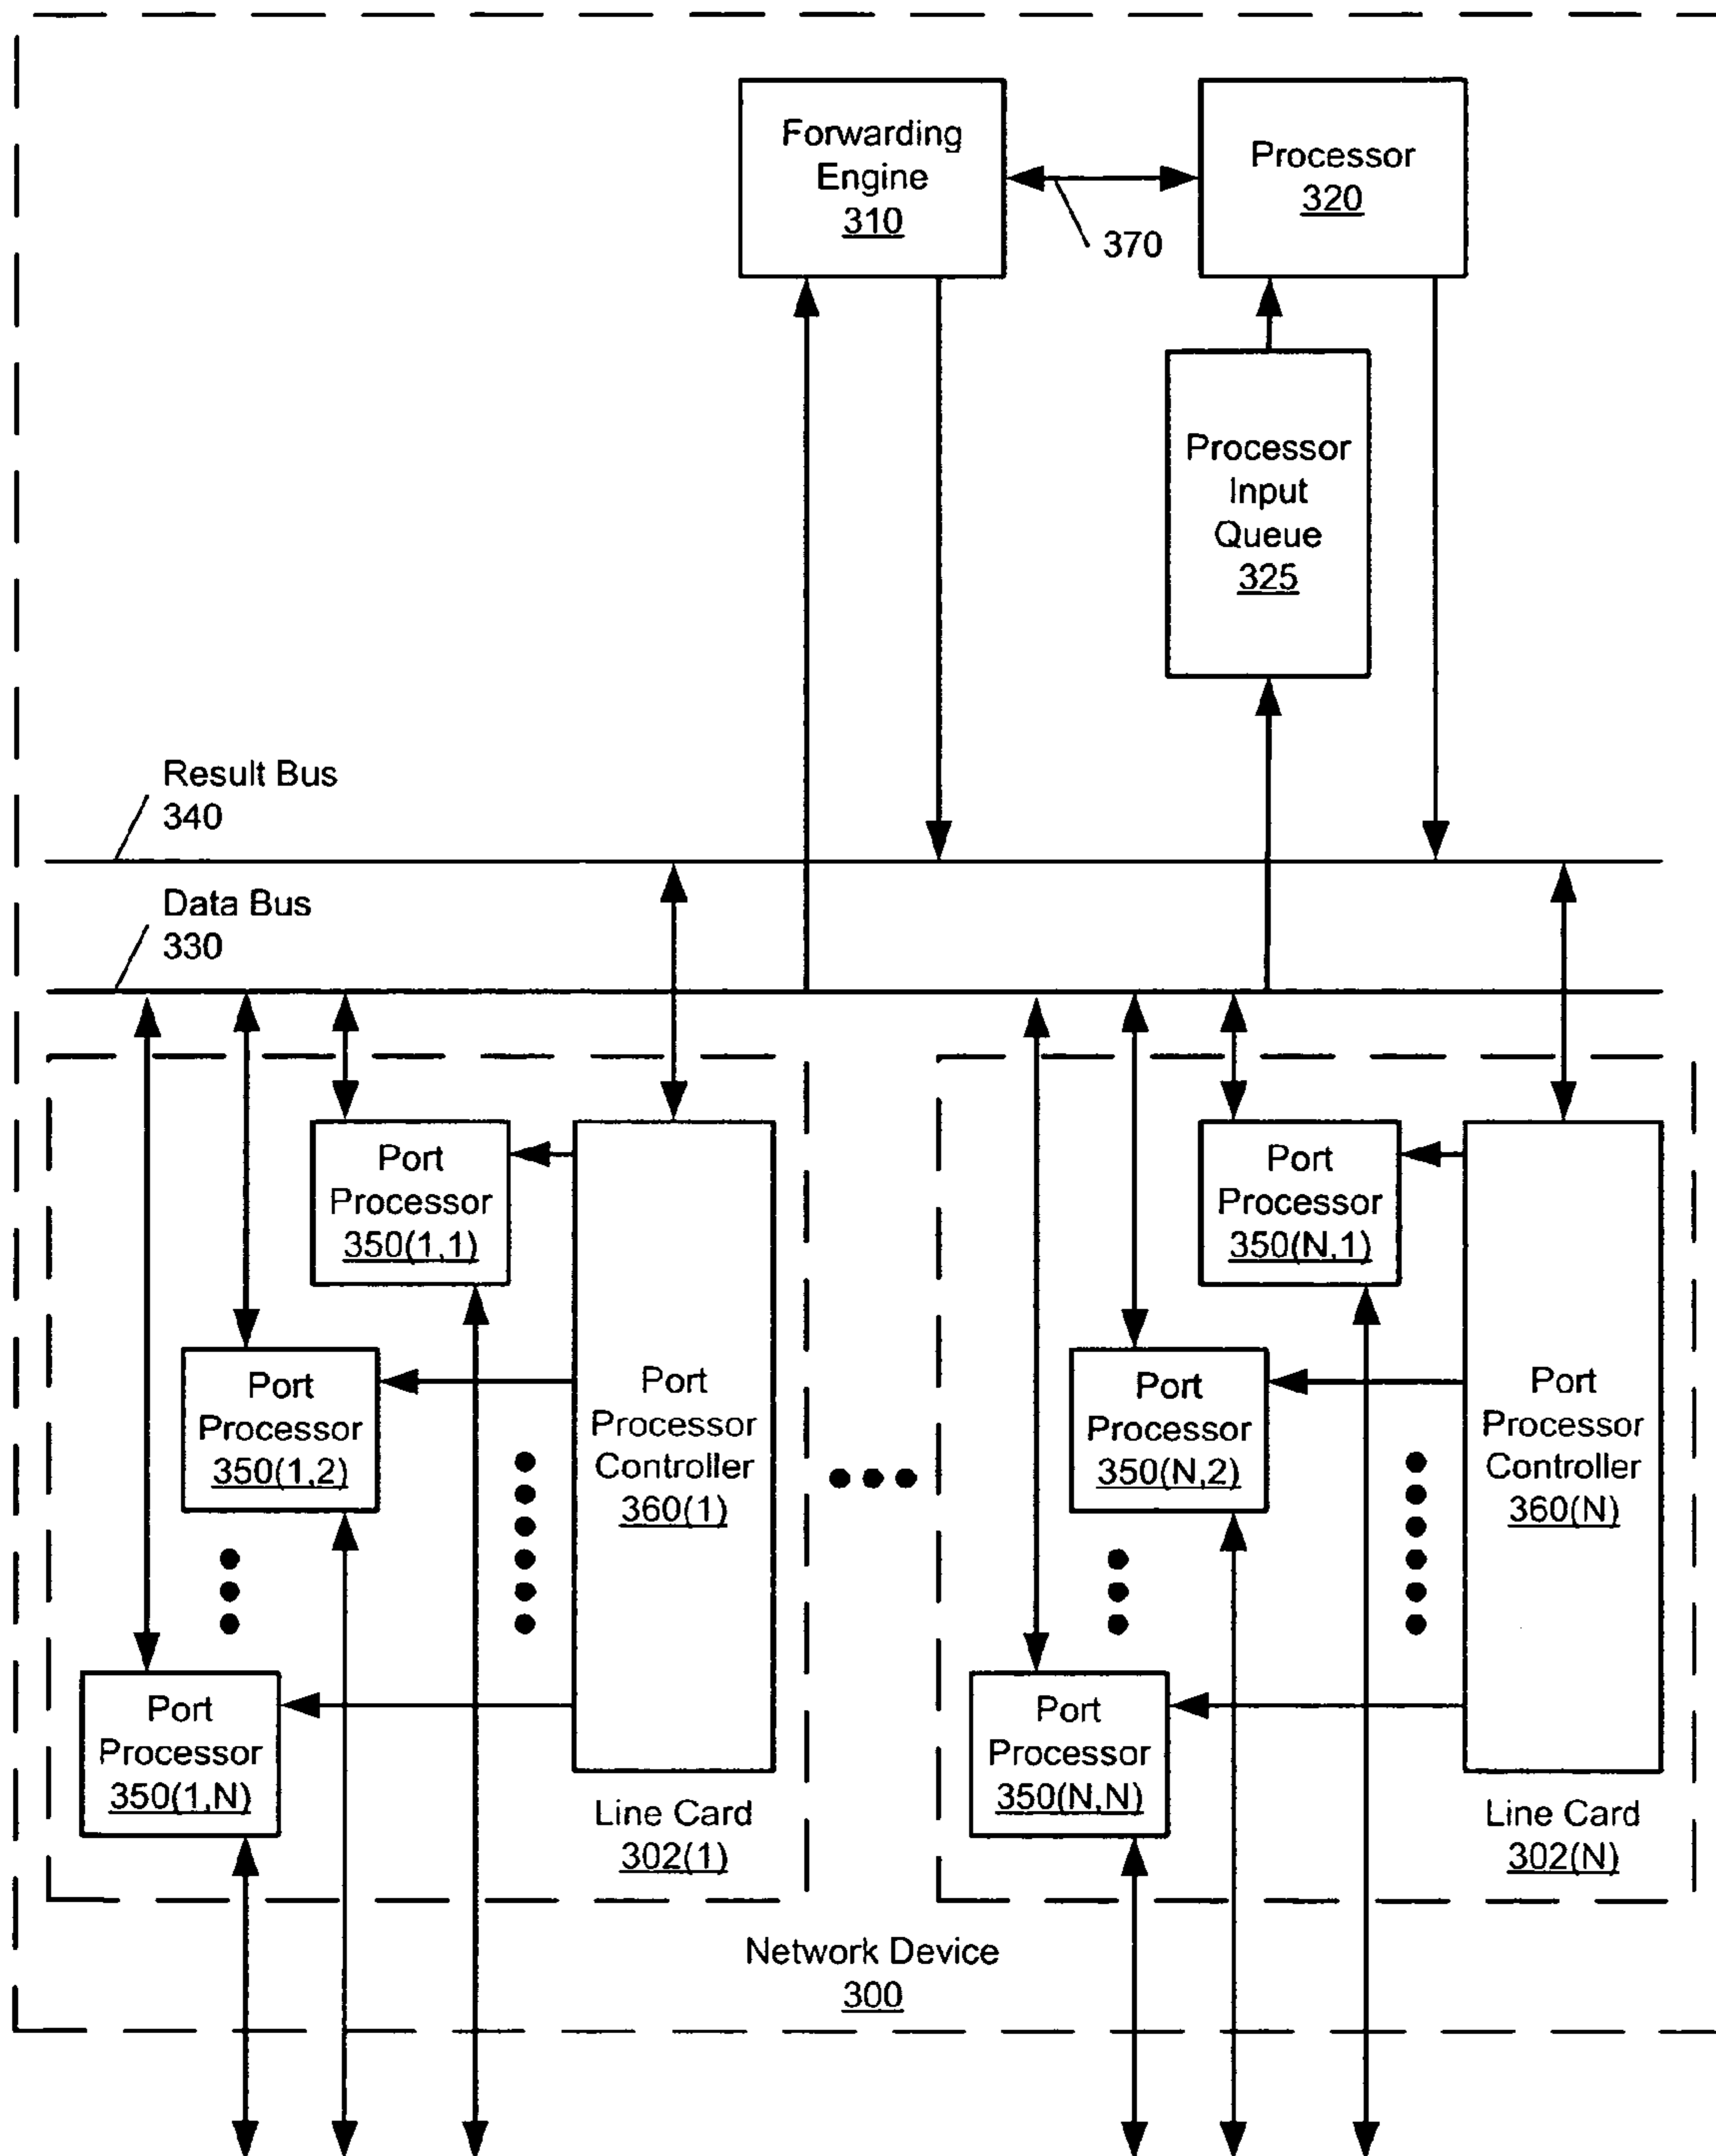 Forwarding
Engine
310
Processor
320
370
Processor
Input
Queue
325
Result Bus
340
Data Bus
330
Port
Processor
350(1,1)
Port
Processor
350(1,2)
Port
Processor
350(1,N)
Port
Processor
Controller
360(1)
Line Card
302(1)
Port
Processor
350(N,1)
Port
Processor
350(N,2)
Port
Processor
350(N,N)
Port
Processor
Controller
360(N)
Line Card
302(N)
Network Device
300